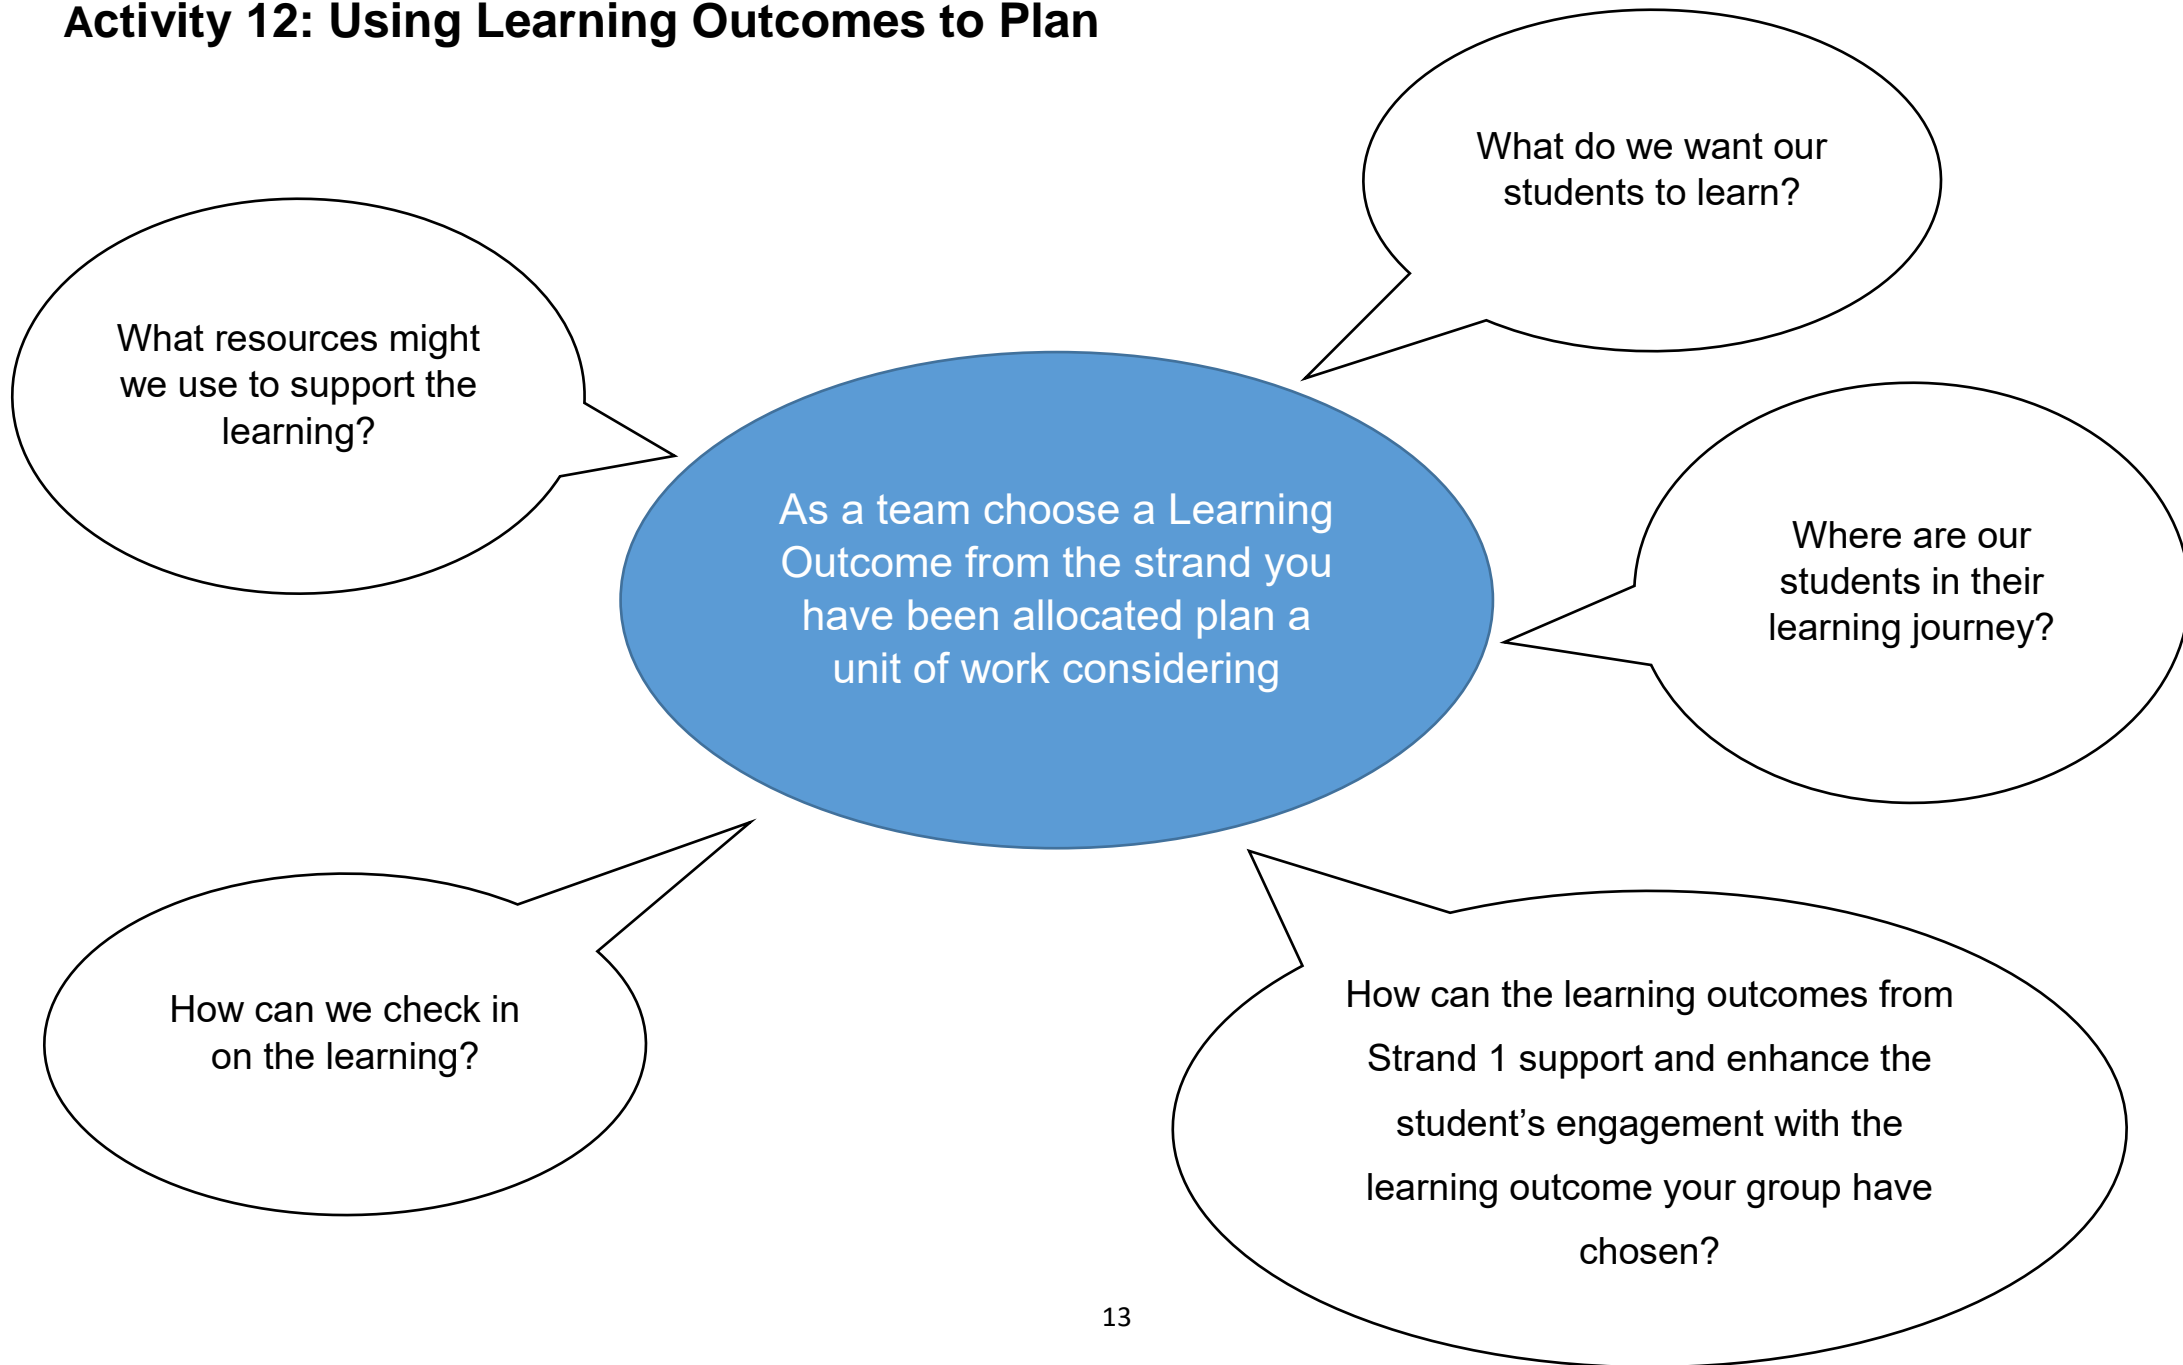 Activity 12: Using Learning Outcomes to Plan
What do we want our
students to learn?
What resources might
we use to support the
learning?
As a team choose a Learning
Outcome from the strand you
have been allocated plan a
unit of work considering
Where are our
students in their
learning journey?
How can we check in
on the learning?
How can the learning outcomes from
Strand 1 support and enhance the
student’s engagement with the
learning outcome your group have
chosen?
13